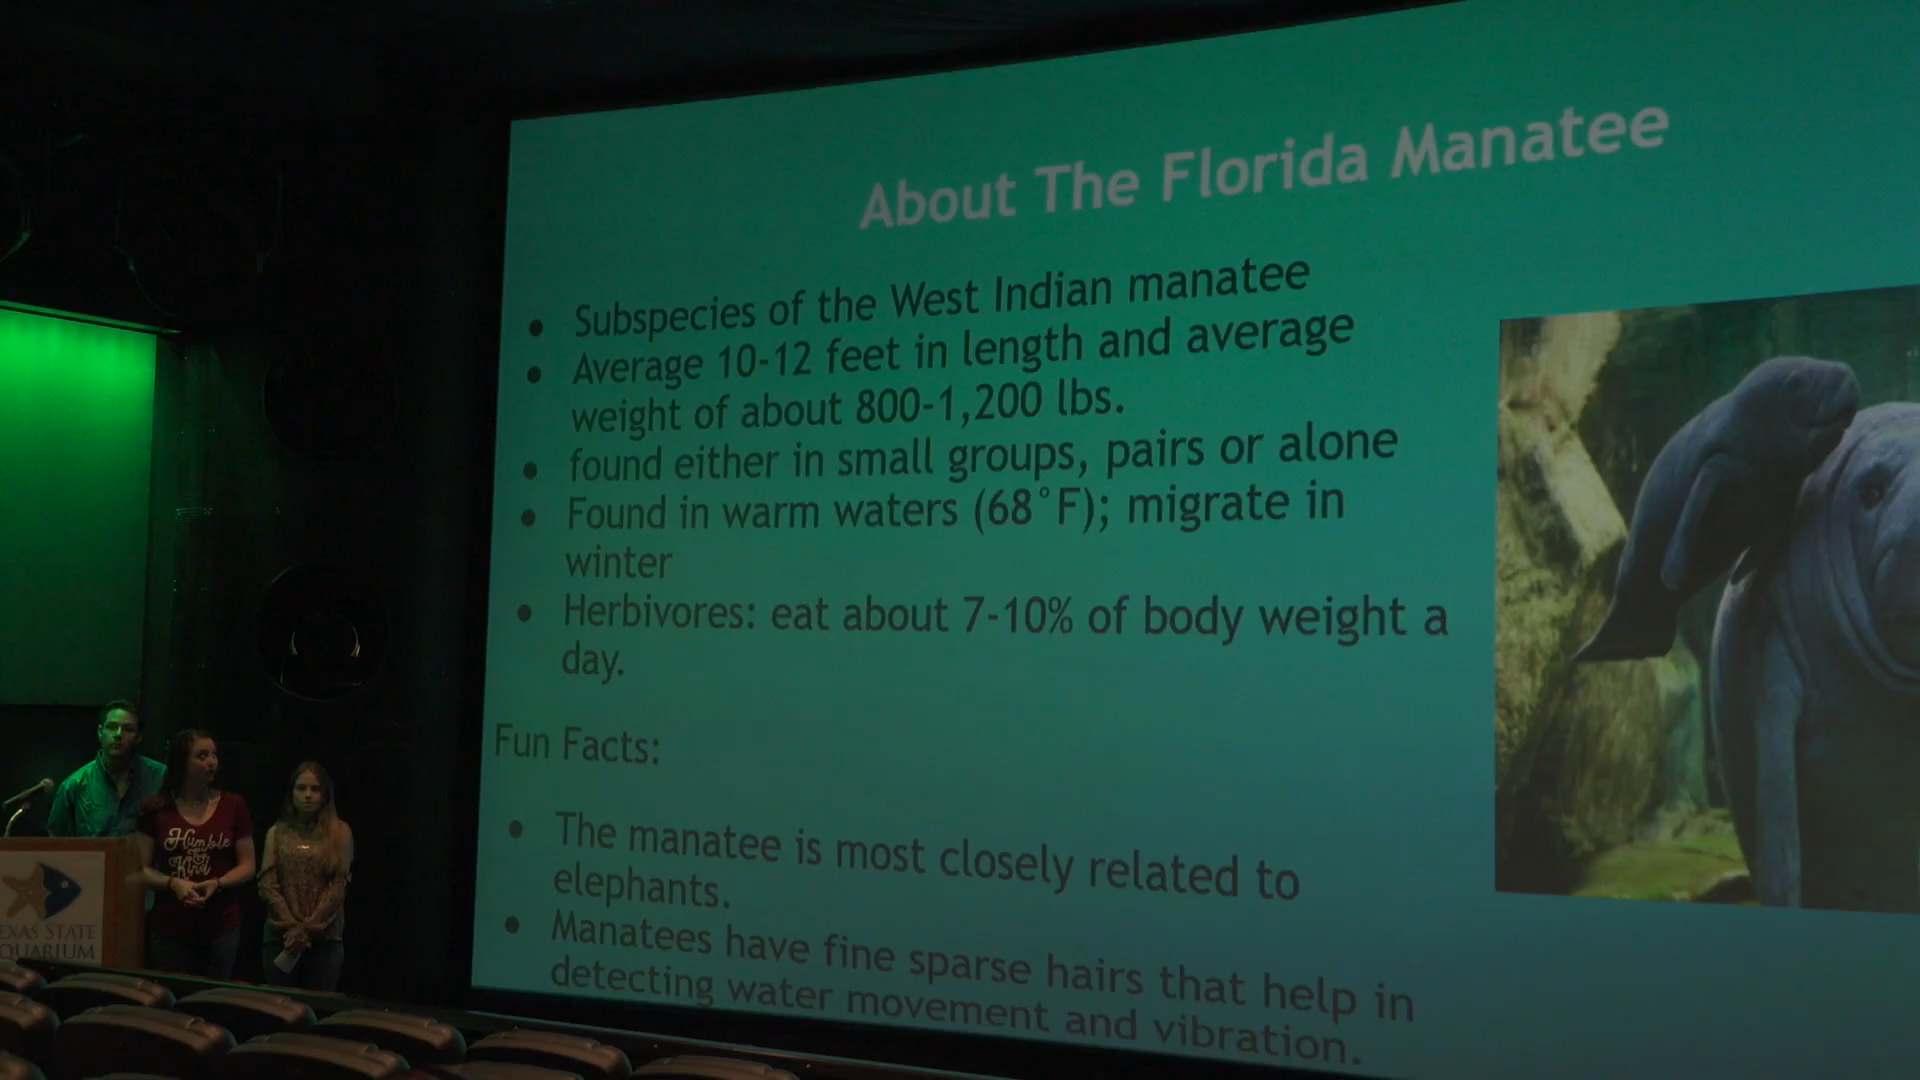 About The Florida Manatee
• Subspecies of the West Indian manatee
• Average 10-12 feet in length and average
weight of about 800-1,200 lbs.
• found either in small groups, pairs or alone
• Found in warm waters (68°F); migrate in
winter
• Herbivores: eat about 7-10% of body weight a
day.
Fun Facts:
• The manatee is most closely related to
elephants.
• Manatees have fine sparse hairs that help in
detecting water movement and vibration.
Humble
&
Kind
EXAS STATE
QUARIUM